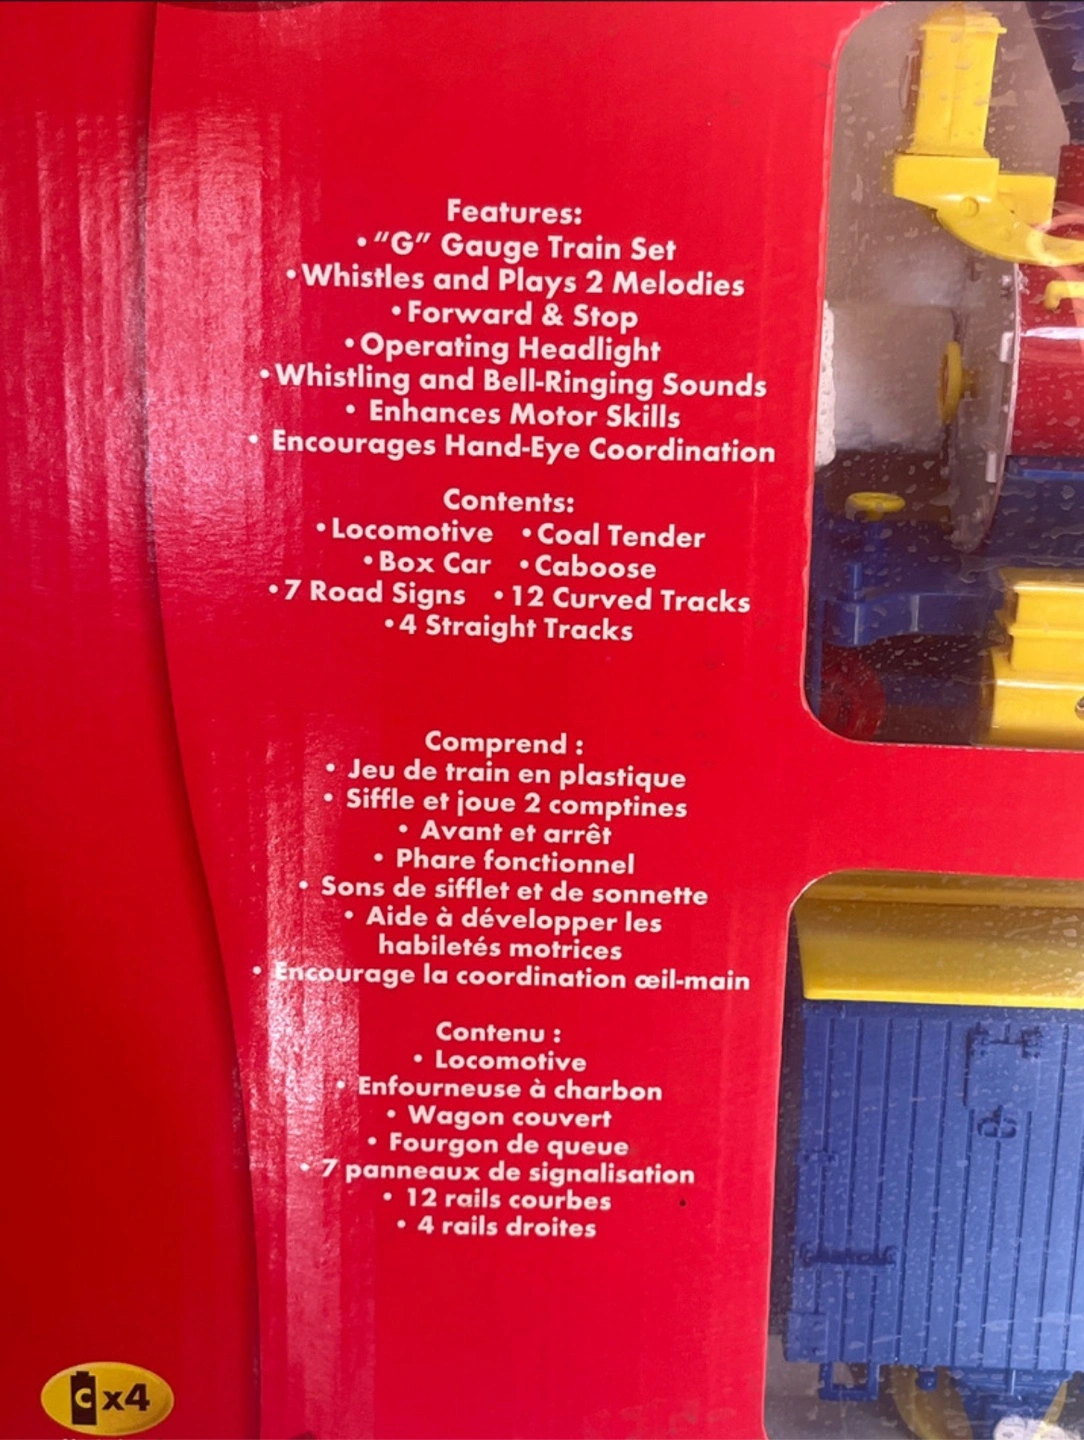 Features:
• "G" Gauge Train Set
• Whistles and Plays 2 Melodies
• Forward & Stop
• Operating Headlight
• Whistling and Bell-Ringing Sounds
• Enhances Motor Skills
• Encourages Hand-Eye Coordination
Contents:
• Locomotive • Coal Tender
• Box Car • Caboose
• 7 Road Signs • 12 Curved Tracks
• 4 Straight Tracks
Comprend :
• Jeu de train en plastique
• Siffle et joue 2 comptines
• Avant et arrêt
• Phare fonctionnel
• Sons de sifflet et de sonnette
• Aide à développer les
habiletés motrices
• Encourage la coordination œil-main
Contenu :
• Locomotive
• Enfourneuse à charbon
• Wagon couvert
• Fourgon de queue
• 7 panneaux de signalisation
• 12 rails courbes
• 4 rails droites
C x4